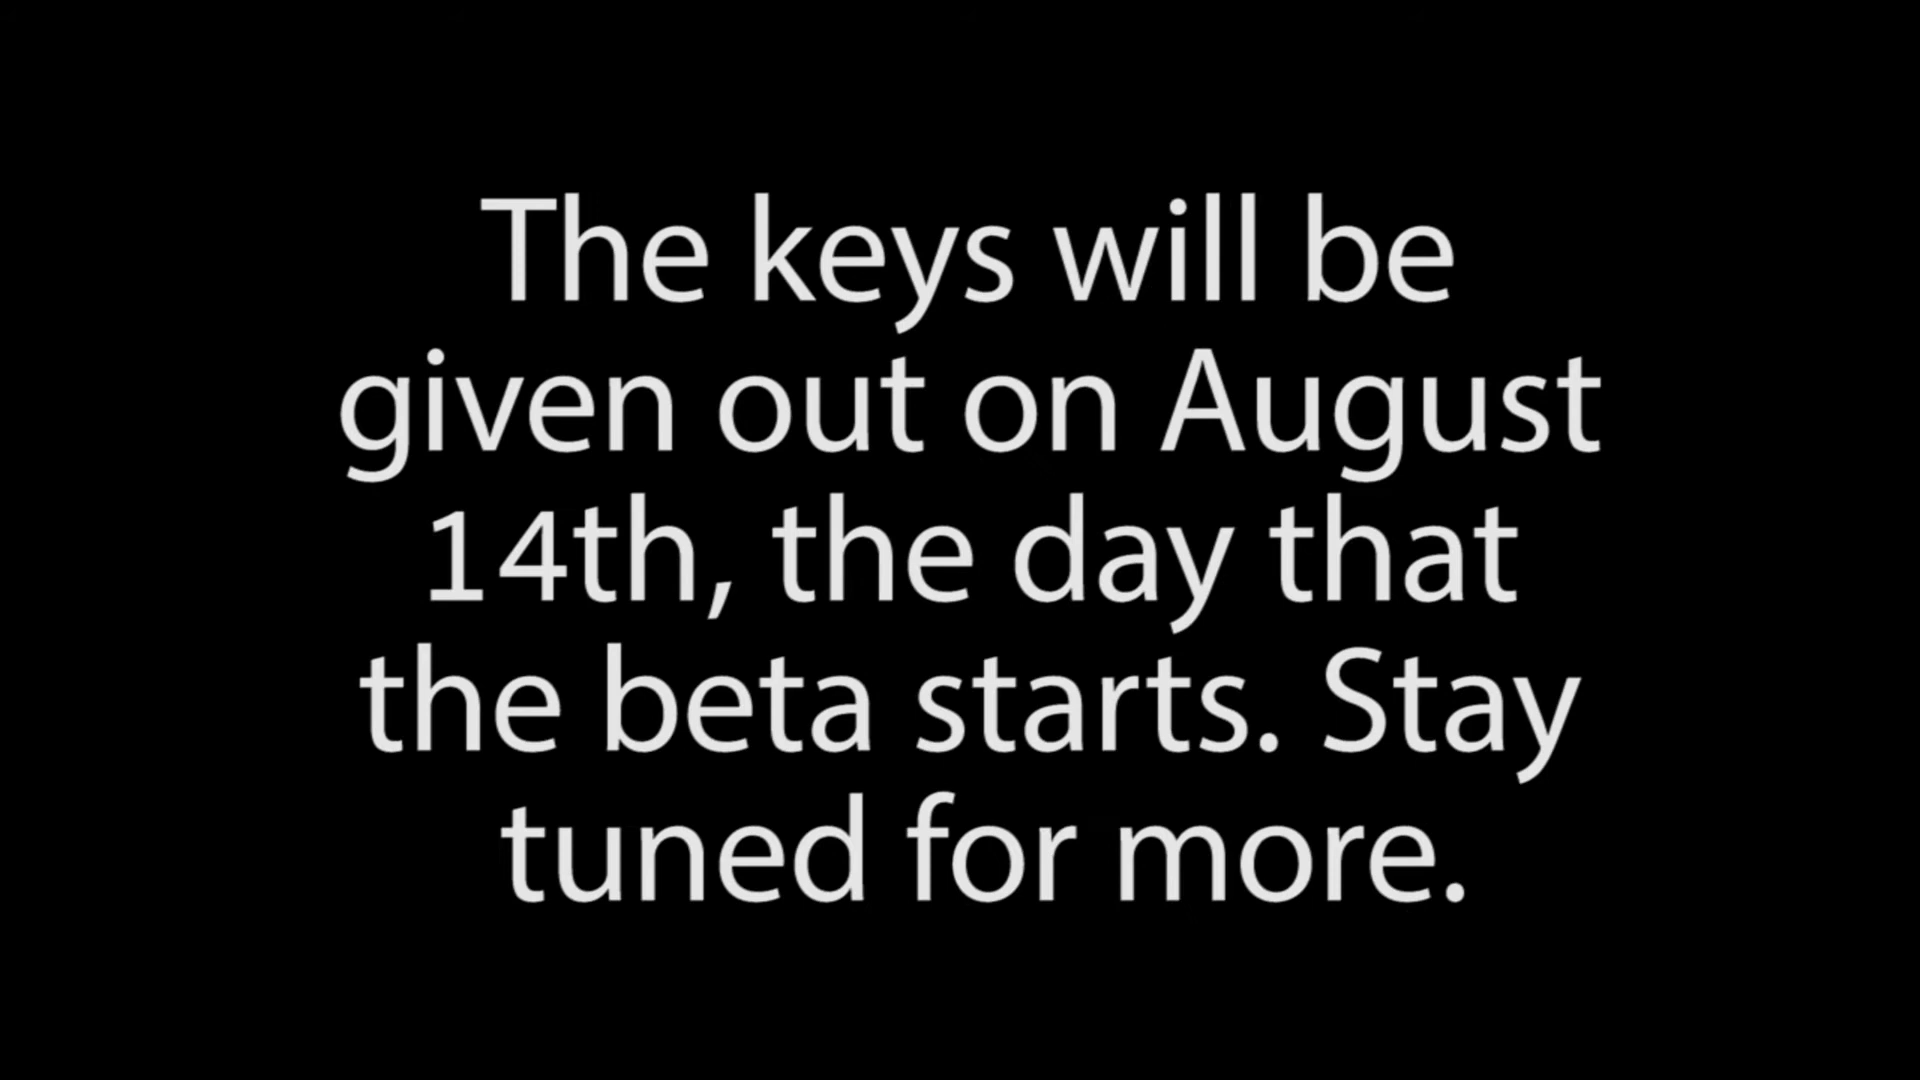 The keys will be
given out on August
14th, the day that
the beta starts. Stay
tuned for more.